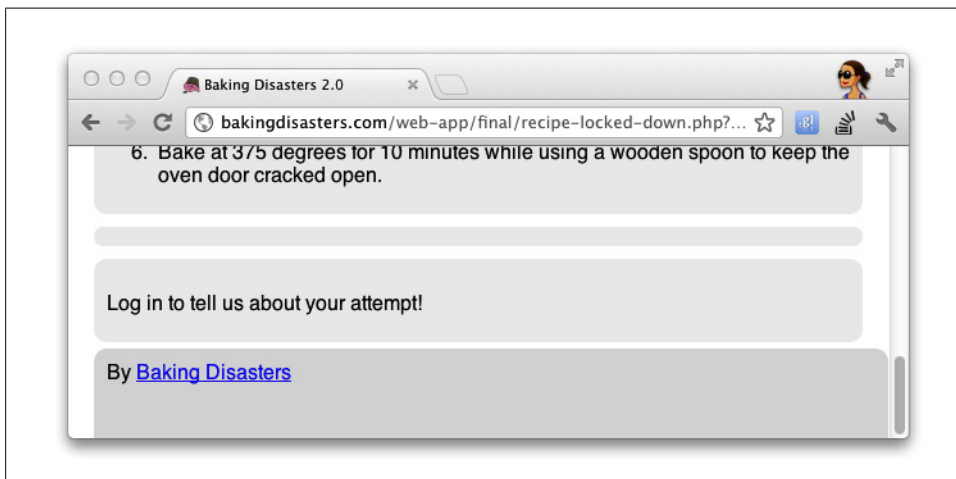 Baking Disasters 2.0
bakingdisasters.com/web-app/final/recipe-locked-down.php?...
.gl
6. Bake at 375 degrees for 10 minutes while using a wooden spoon to keep the
oven door cracked open.
Log in to tell us about your attempt!
By Baking Disasters